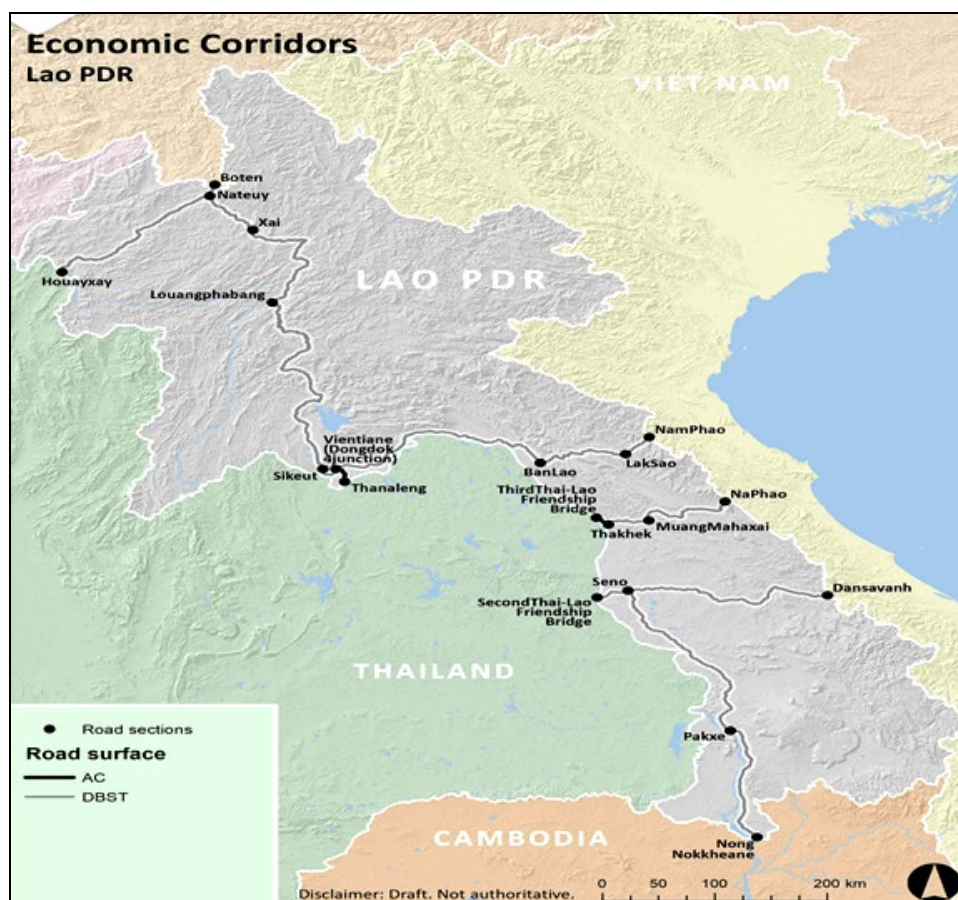 Economic Corridors
Lao PDR
VIET NAM
Boten
Nateuy
Xai
Houayxay
LAO PDR
Louangphabang
Vientiane
(Dongdok
4junction)
Sikeut
Thanaleng
NamPhao
LakSao
BanLao
ThirdThai-Lao
Friendship
Bridge
NaPhao
MuangMahaxai
Thakhek
Seno
Dansavanh
SecondThai-Lao
Friendship
Bridge
THAILAND
Pakxe
Road sections
Road surface
AC
DBST
CAMBODIA
Nong
Nokkheane
Disclaimer: Draft. Not authoritative.
0 50 100 200 km